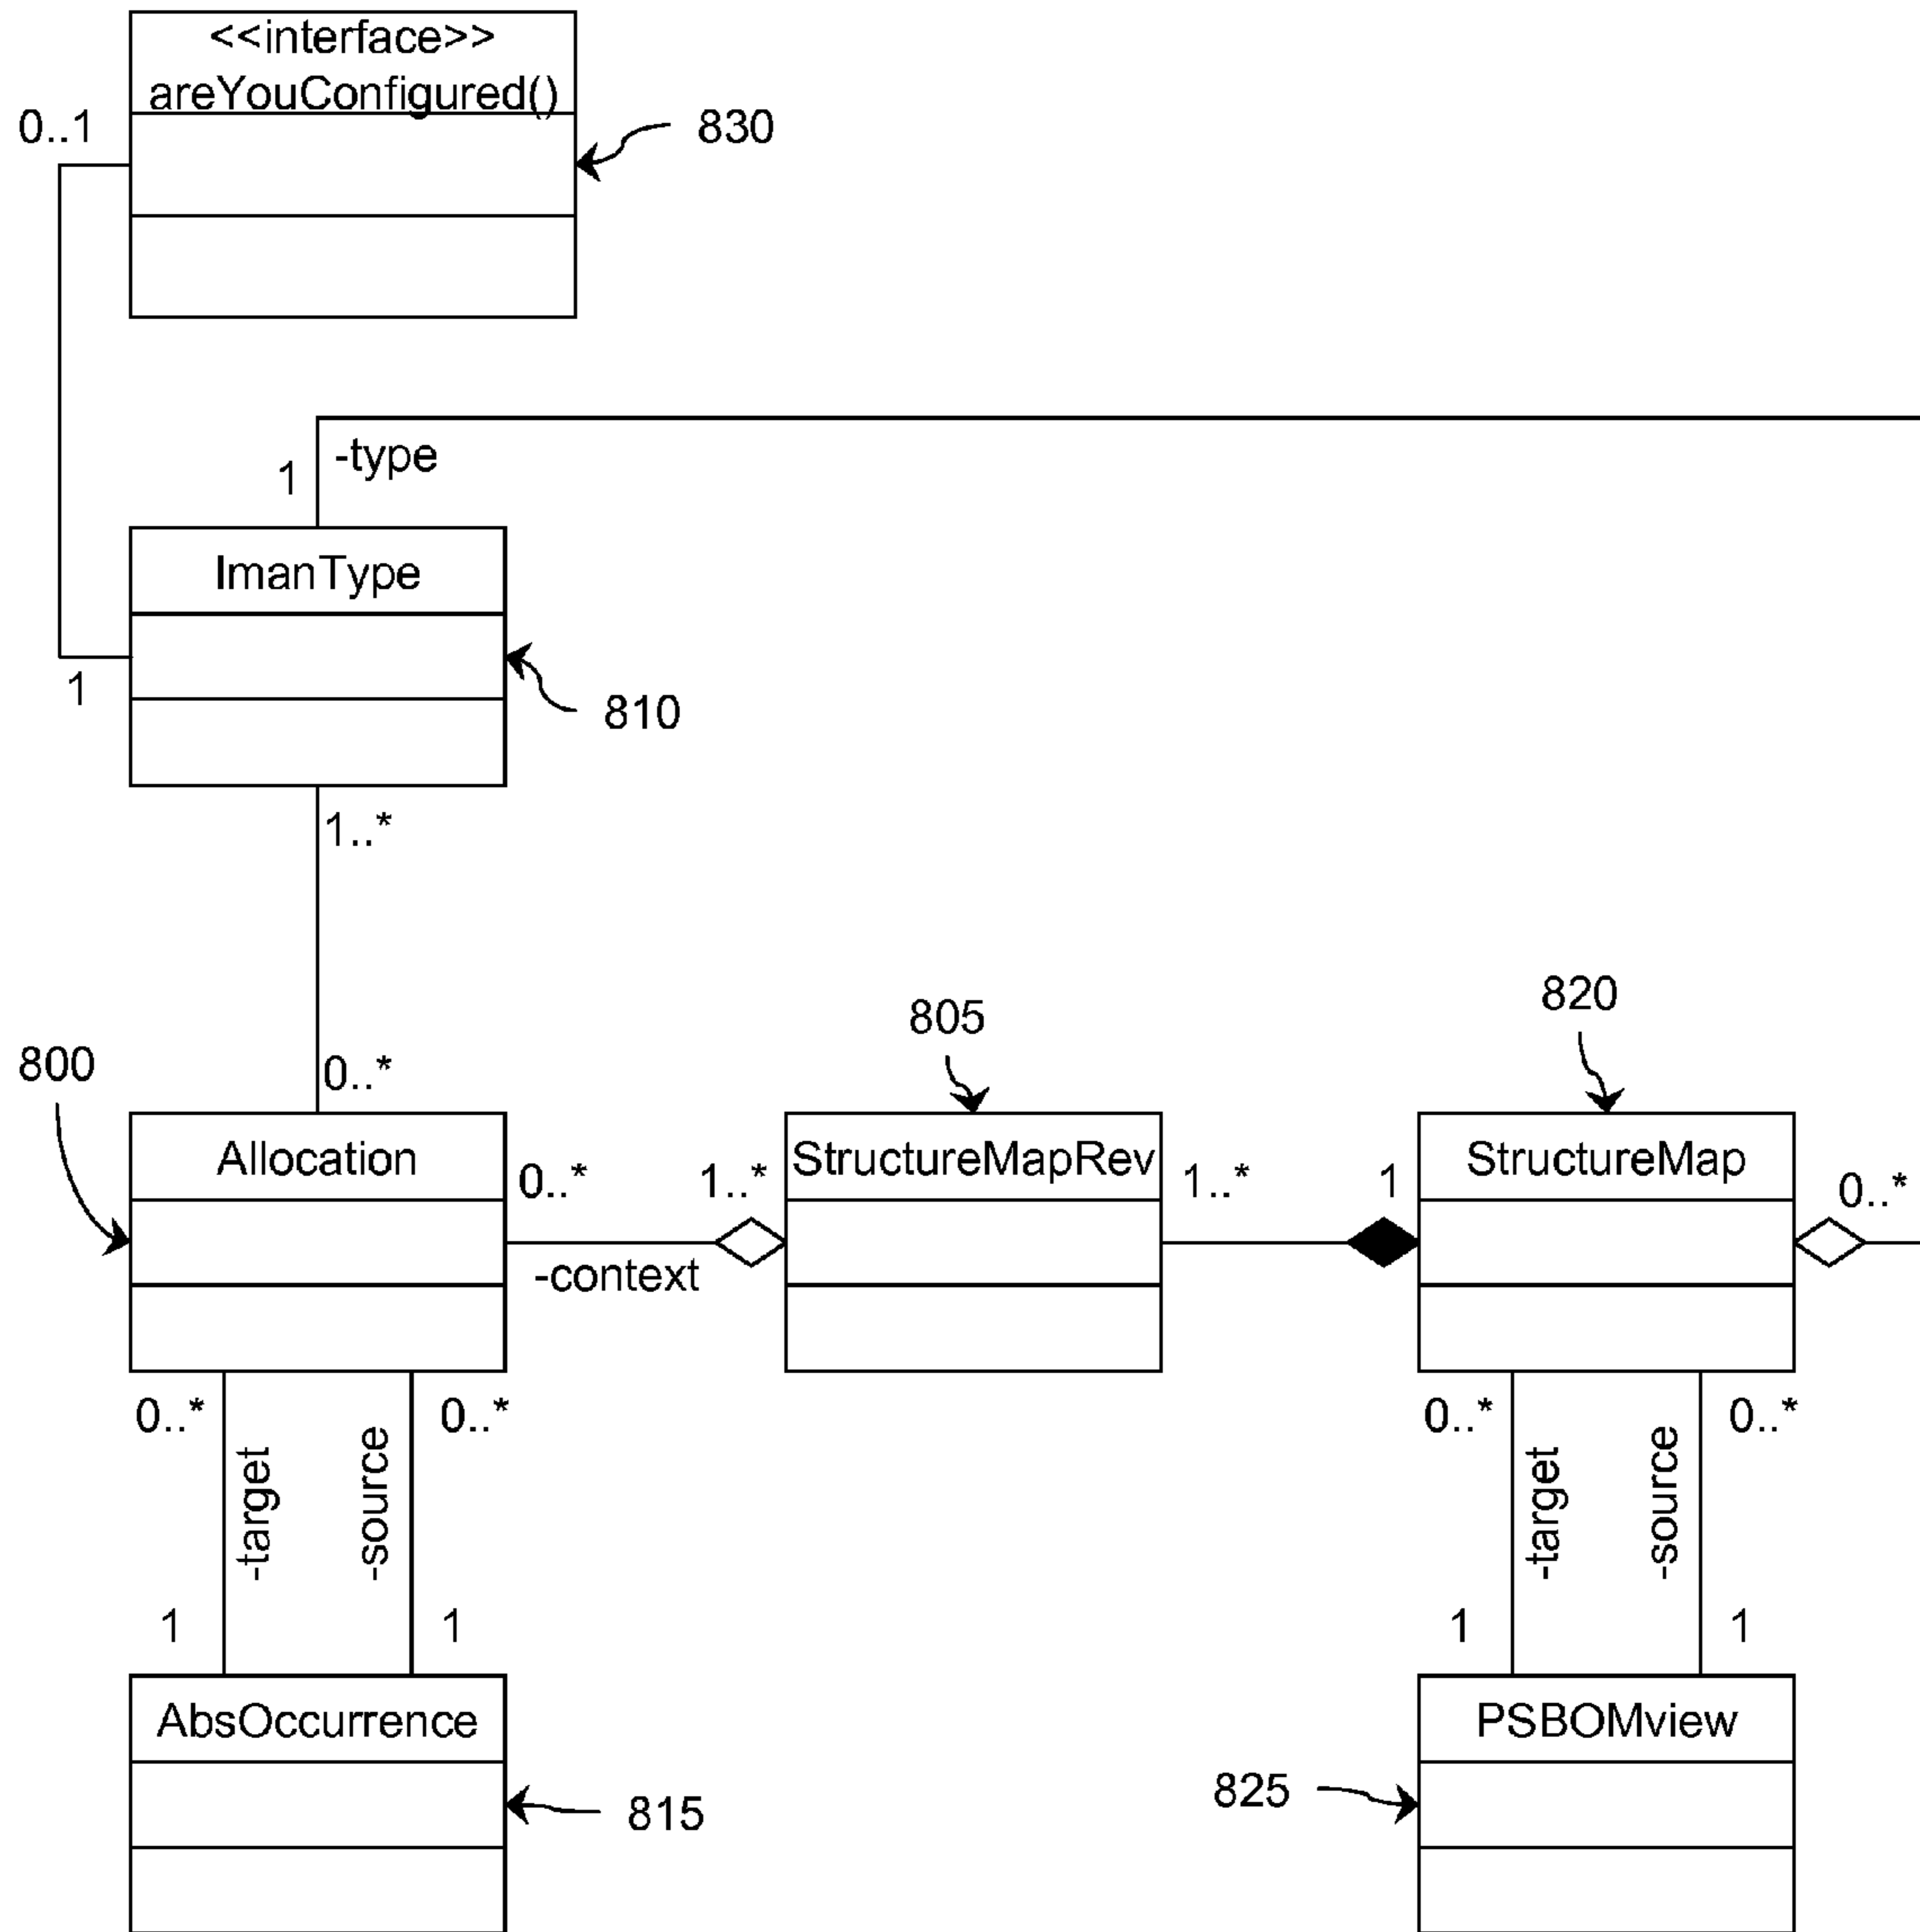 <<interface>>
areYouConfigured()
0..1
830
-type
1
ImanType
1
810
1..*
0..*
800
805
820
Allocation
0..*
1..*
StructureMapRev
1..*
1
StructureMap
0..*
-context
0..*
0..*
0..*
0..*
-target
-source
-target
-source
1
1
1
1
AbsOccurrence
PSBOMview
815
825